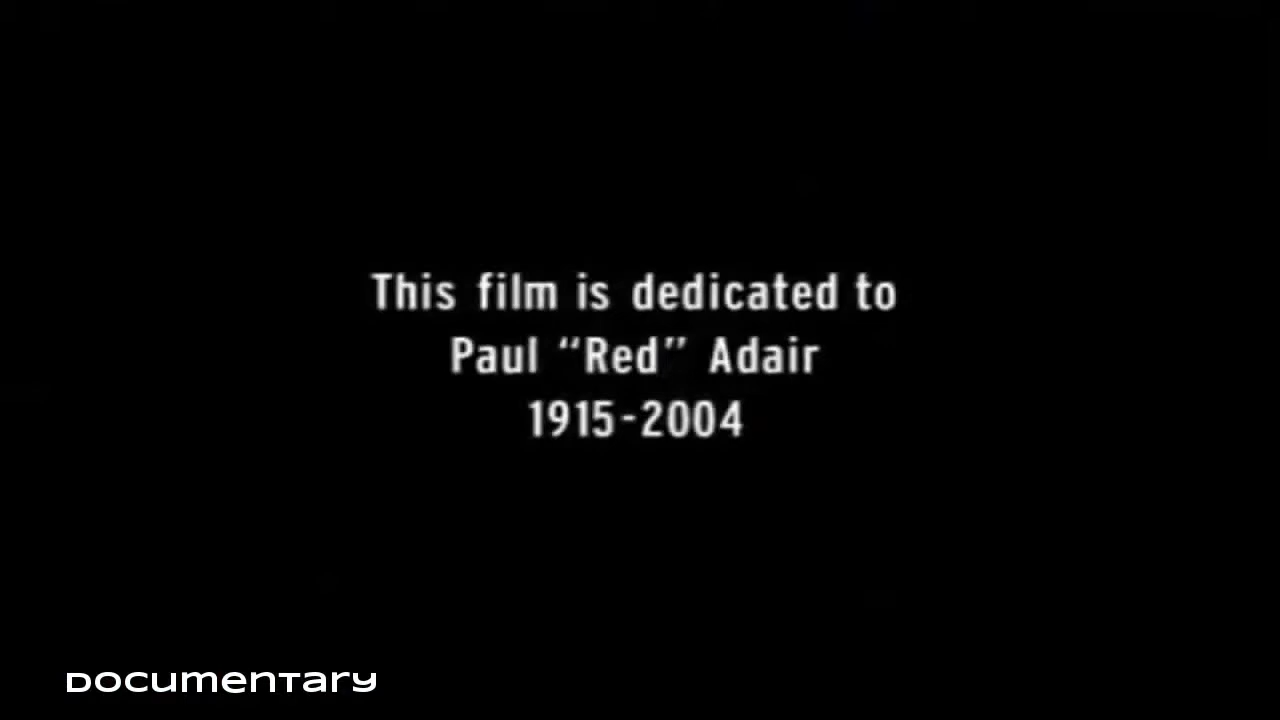 This film is dedicated to
Paul “Red” Adair
1915-2004
Documentary